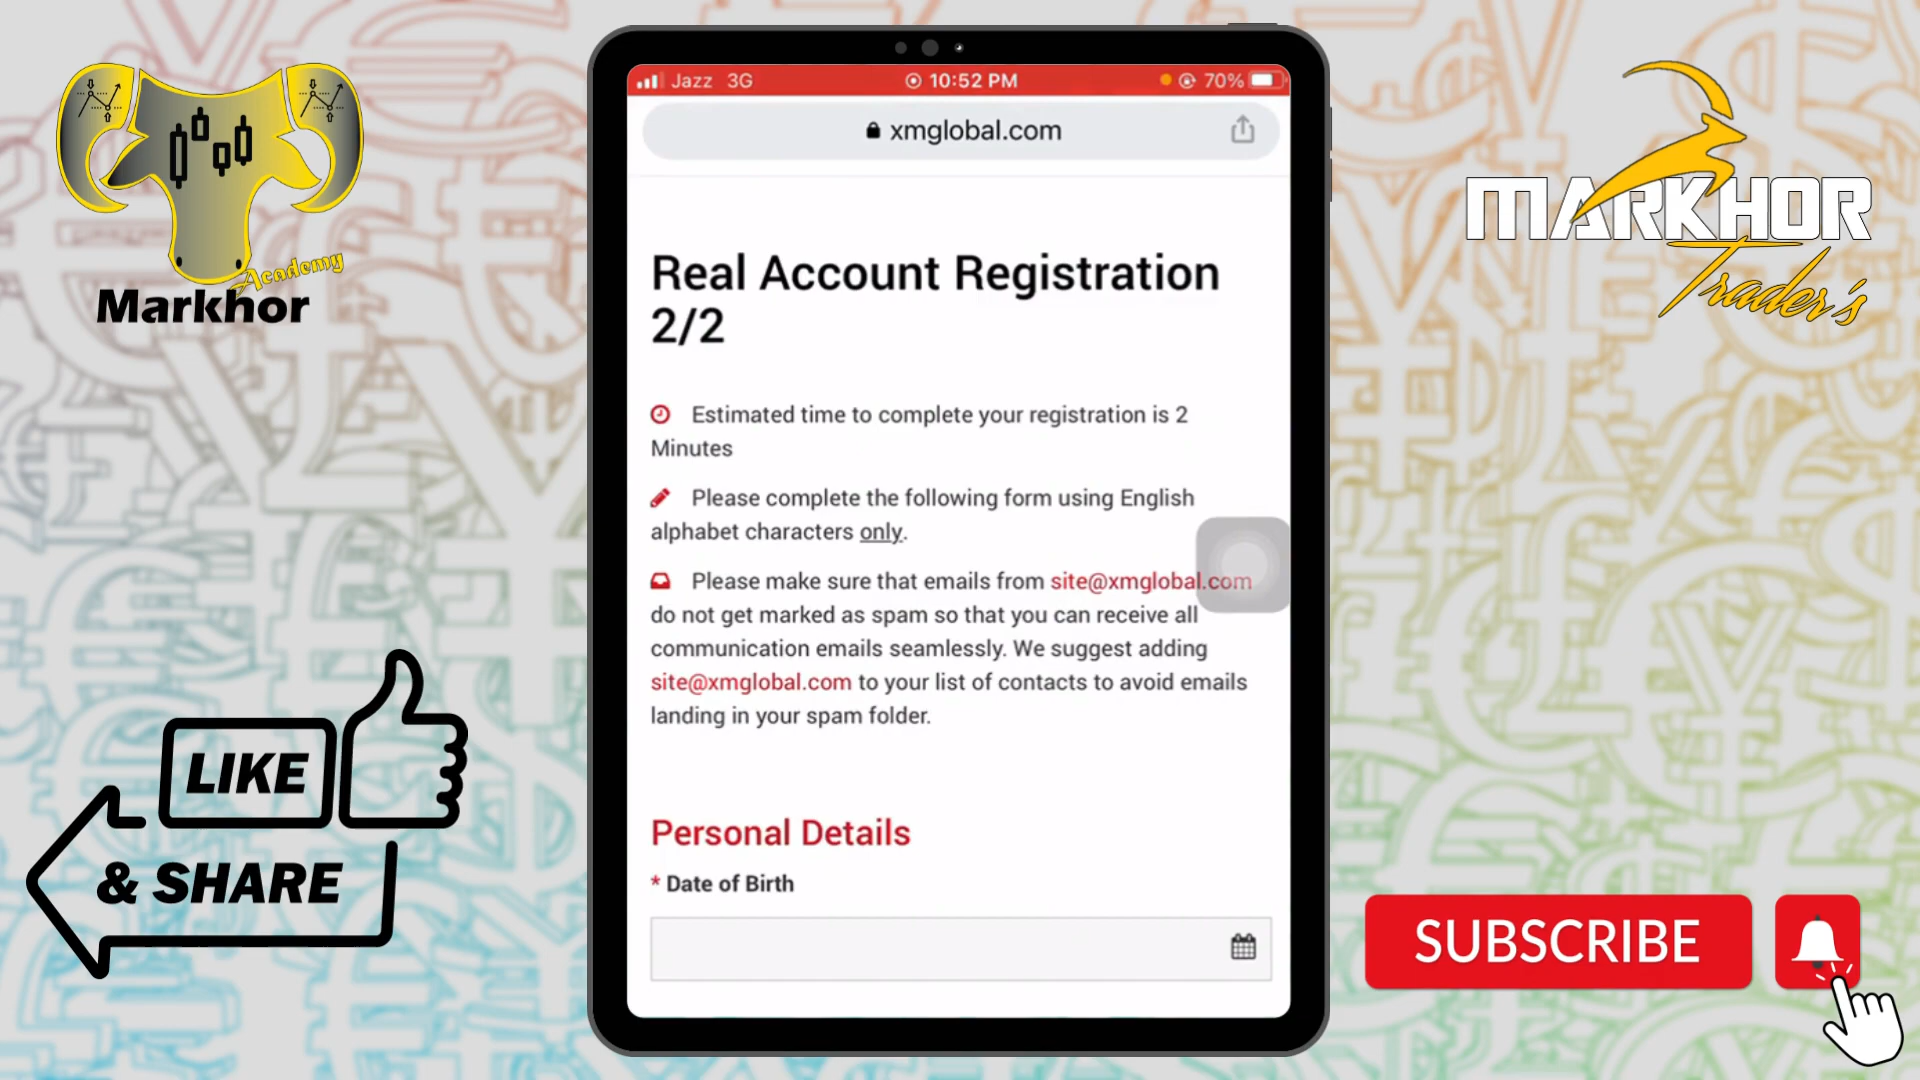 Academy
Markhor
MARKHOR
Trader's
Jazz 3G 10:52 PM 70%
xmglobal.com
Real Account Registration
2/2
Estimated time to complete your registration is 2
Minutes
Please complete the following form using English
alphabet characters only.
Please make sure that emails from site@xmglobal.com
do not get marked as spam so that you can receive all
communication emails seamlessly. We suggest adding
site@xmglobal.com to your list of contacts to avoid emails
landing in your spam folder.
Personal Details
* Date of Birth
LIKE
& SHARE
SUBSCRIBE